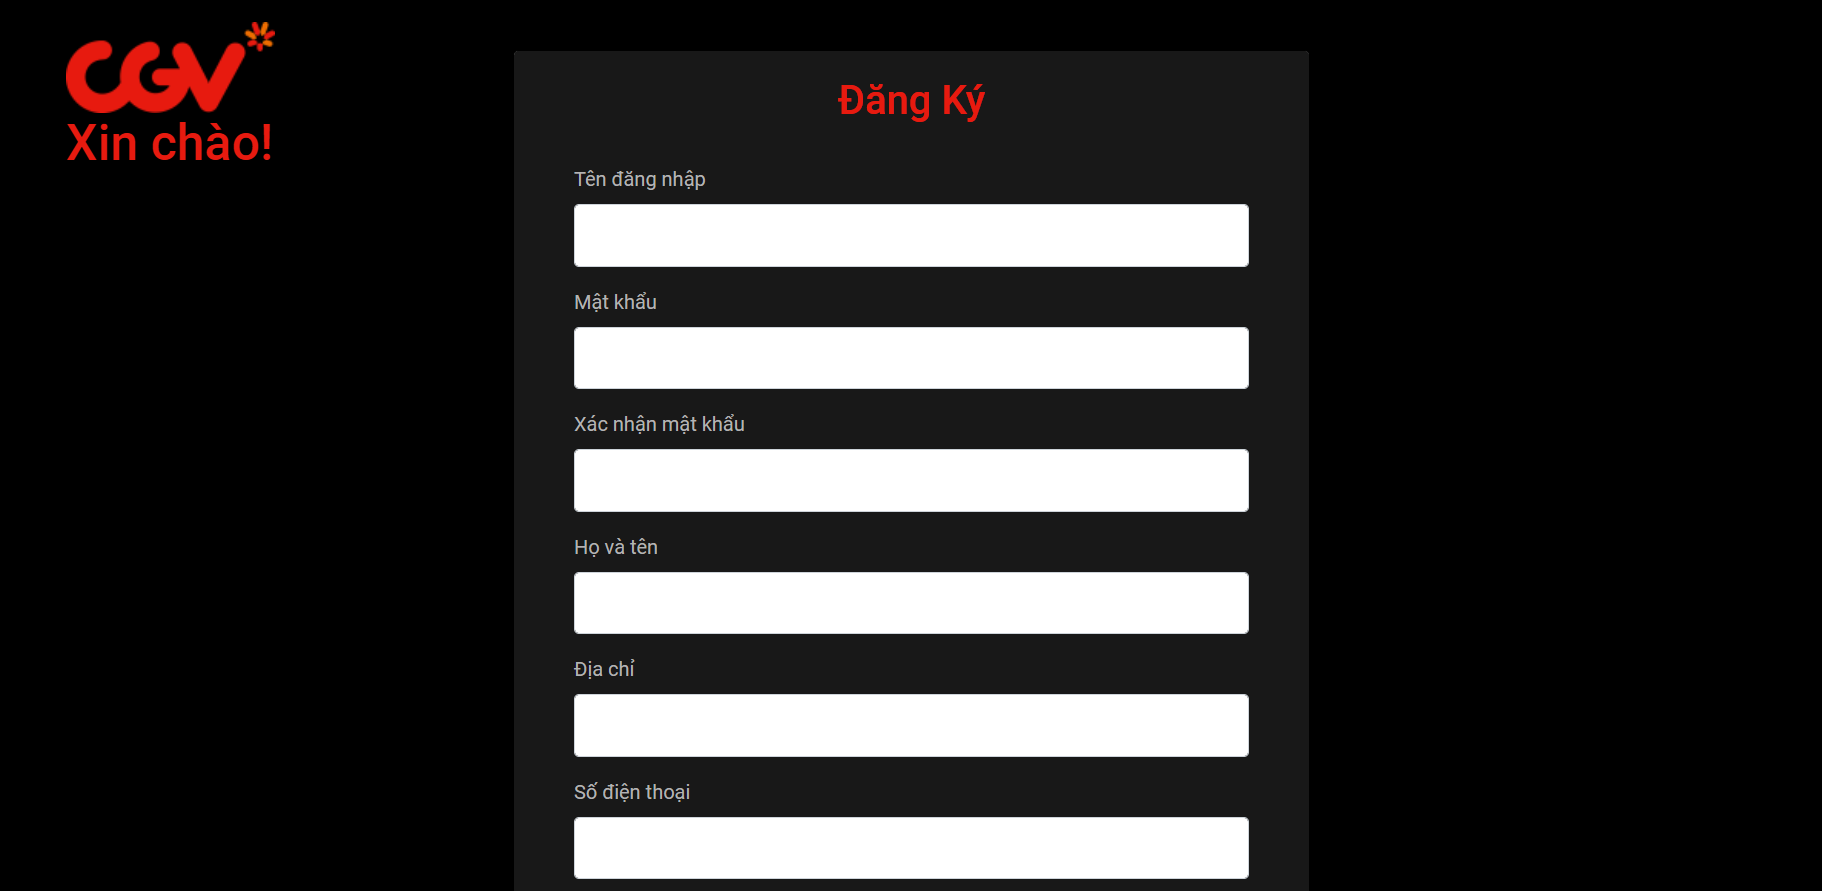 CGV
Xin chào!
Đăng Ký
Tên đăng nhập
Mật khẩu
Xác nhận mật khẩu
Họ và tên
Địa chỉ
Số điện thoại